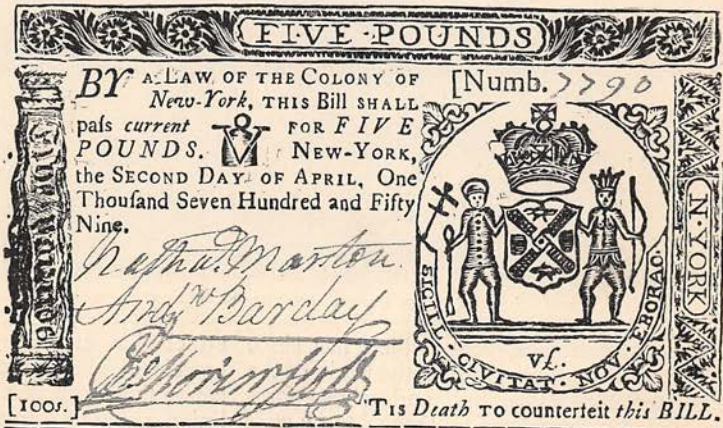 FIVE·POUNDS
BY A LAW OF THE COLONY OF
New-York, THIS Bill SHALL
paſs current FOR FIVE
POUNDS. NEW-YORK,
the SECOND DAY OF APRIL, One
Thouſand Seven Hundred and Fifty
Nine.
[Numb. 7790
Nathal. Marston
Andw Barclay
[100s.]
SIGILL· CIVITAT· NOV· EBORAC·
V£.
N·YORK
'TIS Death TO counterfeit this BILL.